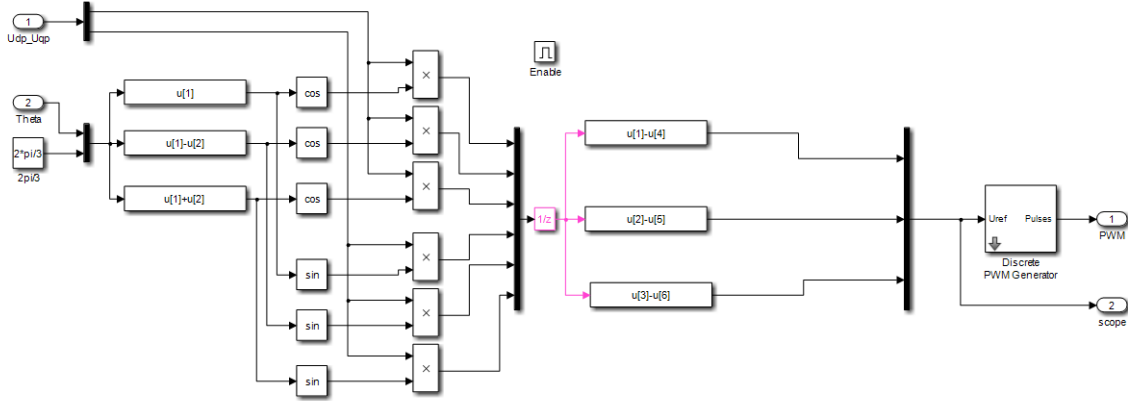 1
Udp_Uqp
2
Theta
2*pi/3
2pi/3
u[1]
u[1]-u[2]
u[1]+u[2]
cos
cos
cos
sin
sin
sin
×
×
×
×
×
×
Enable
1/z
u[1]-u[4]
u[2]-u[5]
u[3]-u[6]
Uref
Pulses
Discrete
PWM Generator
1
PWM
2
scope